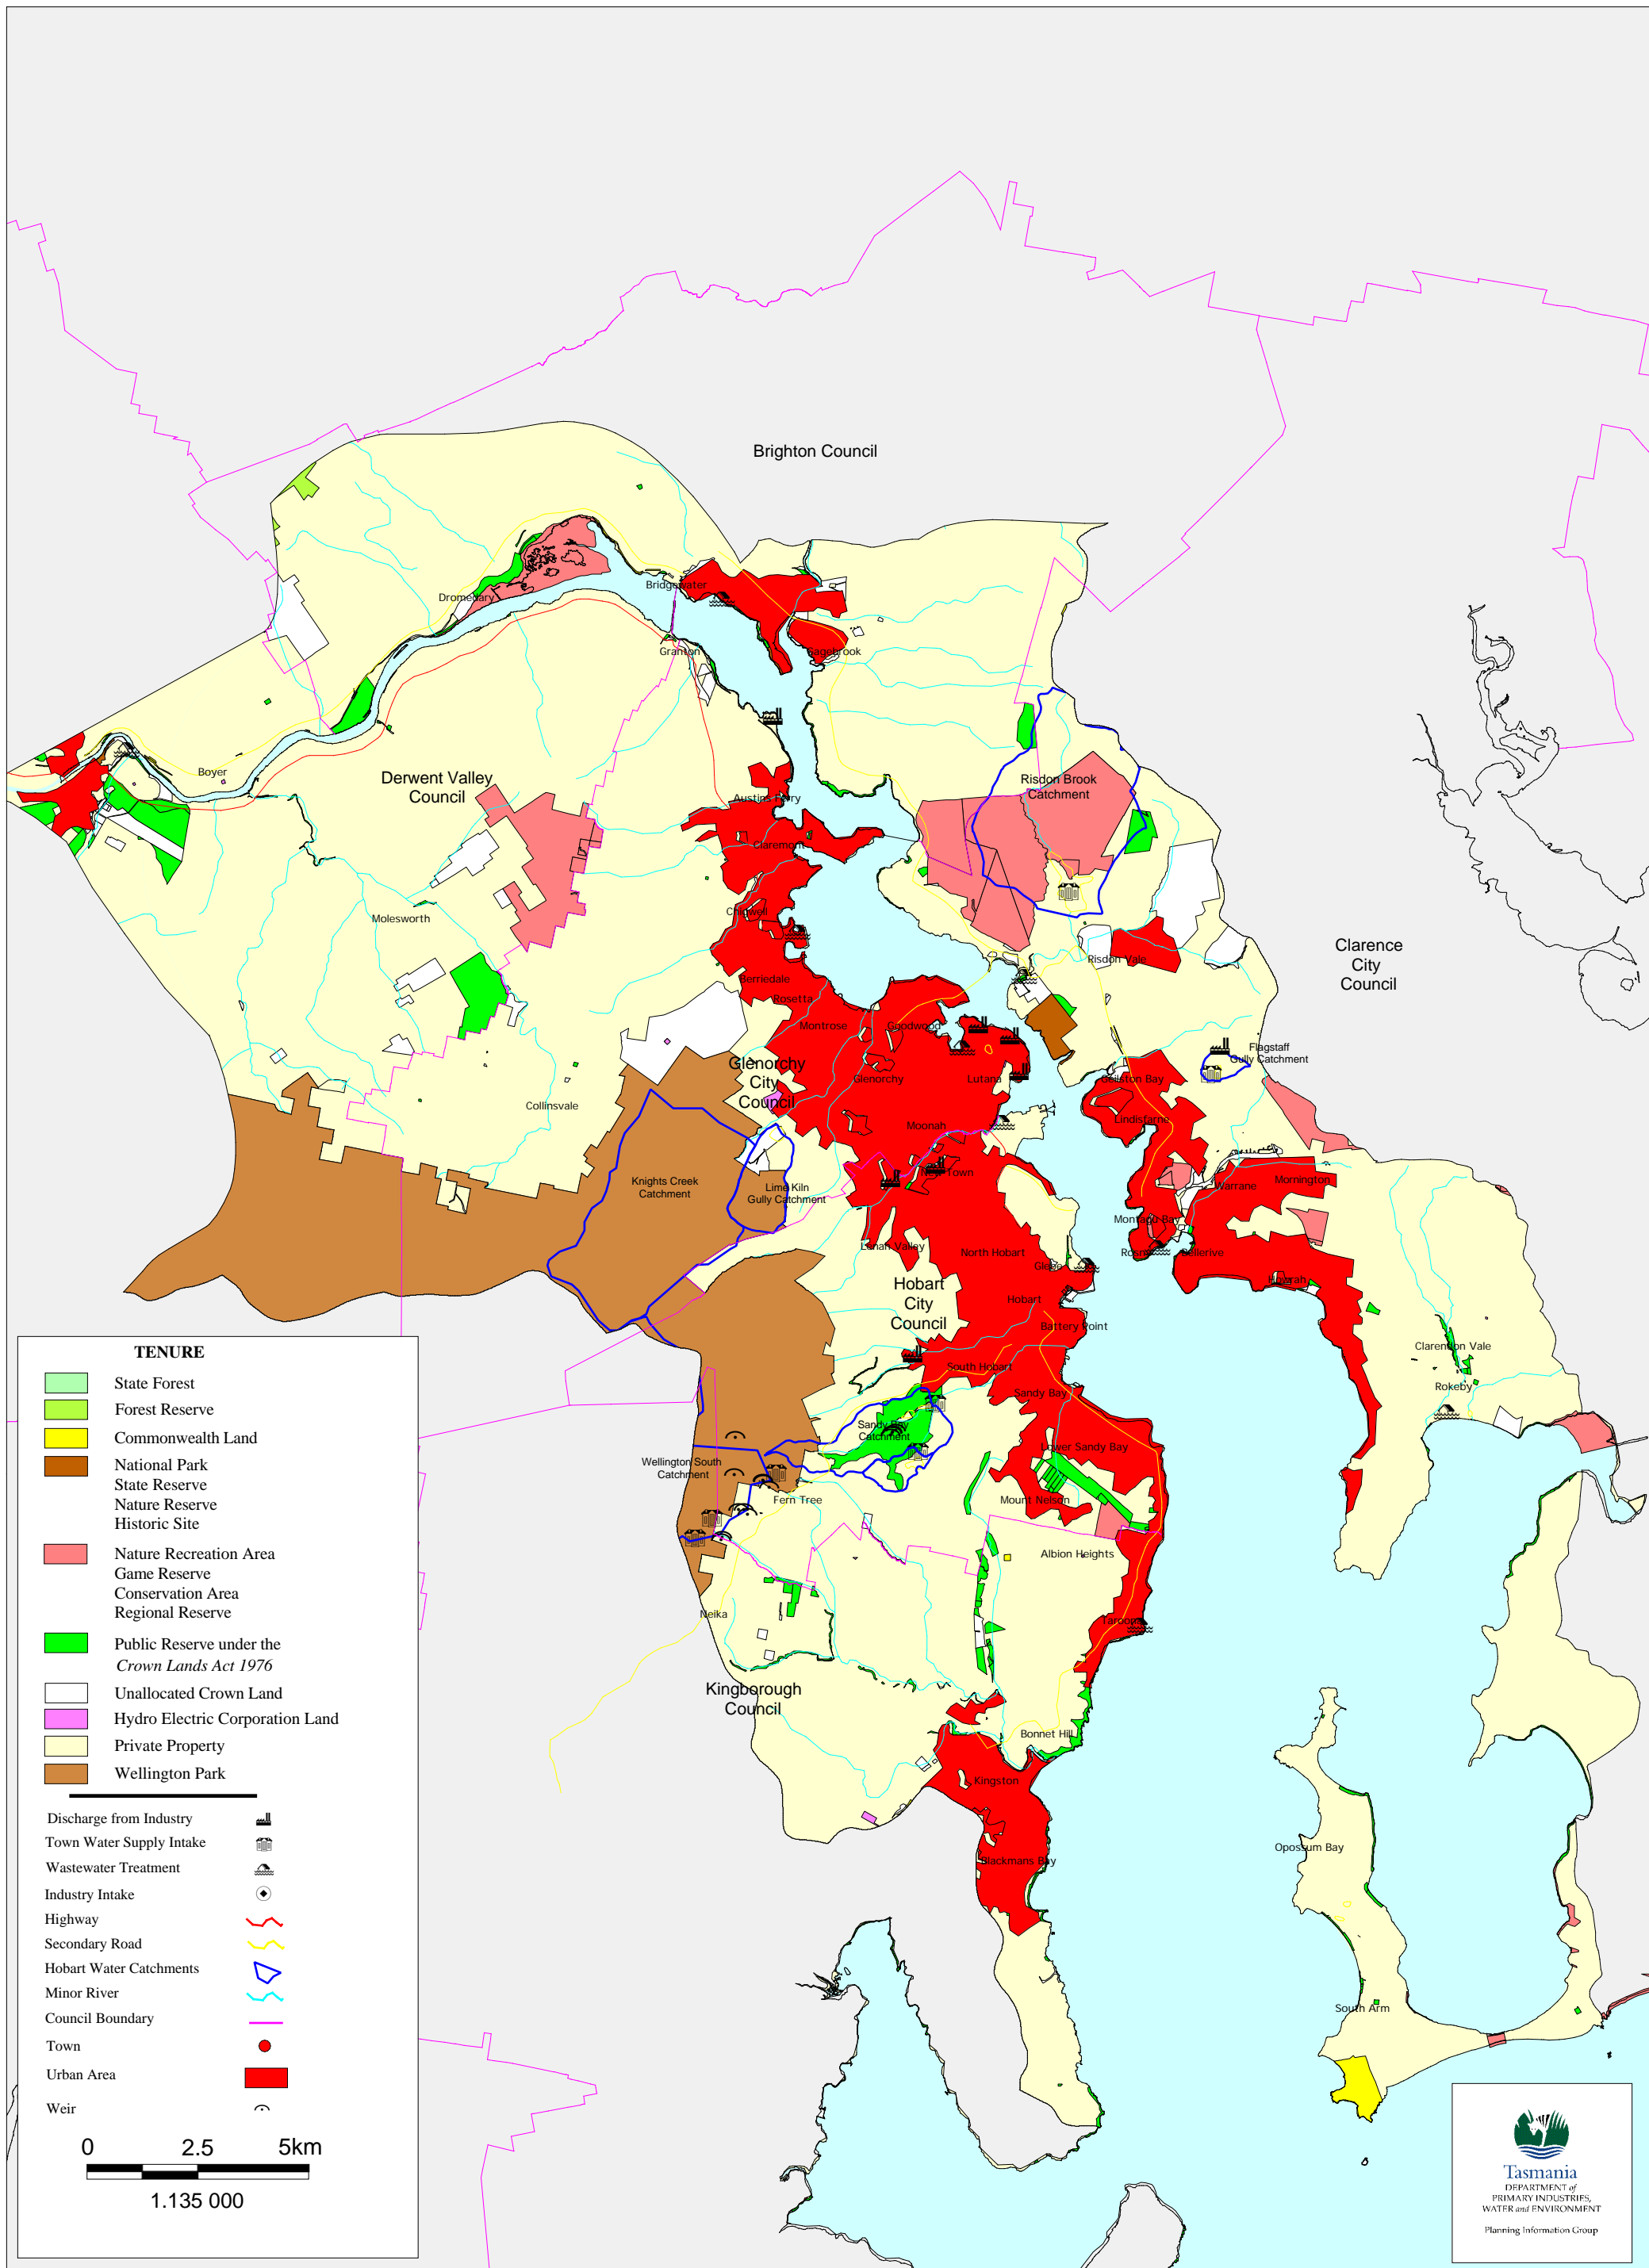 Brighton Council
Bridgewater
Dromedary
Granton
Gagebrook
Boyer
Derwent Valley
Council
Risdon Brook
Catchment
Austins Ferry
Claremont
Chigwell
Molesworth
Clarence
City
Council
Risdon Vale
Berriedale
Rosetta
Montrose
Goodwood
Flagstaff
Gully Catchment
Glenorchy
City
Council
Glenorchy
Lutana
Geilston Bay
Collinsvale
Lindisfarne
Moonah
New Town
Knights Creek
Catchment
Lime Kiln
Gully Catchment
Warrane
Mornington
Montagu Bay
Lenah Valley
North Hobart
Rosny
Bellerive
Glebe
Howrah
Hobart
City
Council
Hobart
Battery Point
Clarendon Vale
South Hobart
Rokeby
Sandy Bay
Sandy Bay
Catchment
Lower Sandy Bay
Wellington South
Catchment
Fern Tree
Mount Nelson
Albion Heights
Neika
Taroona
Kingborough
Council
Bonnet Hill
Kingston
Blackmans Bay
Opossum Bay
South Arm
TENURE
State Forest
Forest Reserve
Commonwealth Land
National Park
State Reserve
Nature Reserve
Historic Site
Nature Recreation Area
Game Reserve
Conservation Area
Regional Reserve
Public Reserve under the
Crown Lands Act 1976
Unallocated Crown Land
Hydro Electric Corporation Land
Private Property
Wellington Park
Discharge from Industry
Town Water Supply Intake
Wastewater Treatment
Industry Intake
Highway
Secondary Road
Hobart Water Catchments
Minor River
Council Boundary
Town
Urban Area
Weir
0 2.5 5km
1.135 000
Tasmania
DEPARTMENT of
PRIMARY INDUSTRIES,
WATER and ENVIRONMENT
Planning Information Group